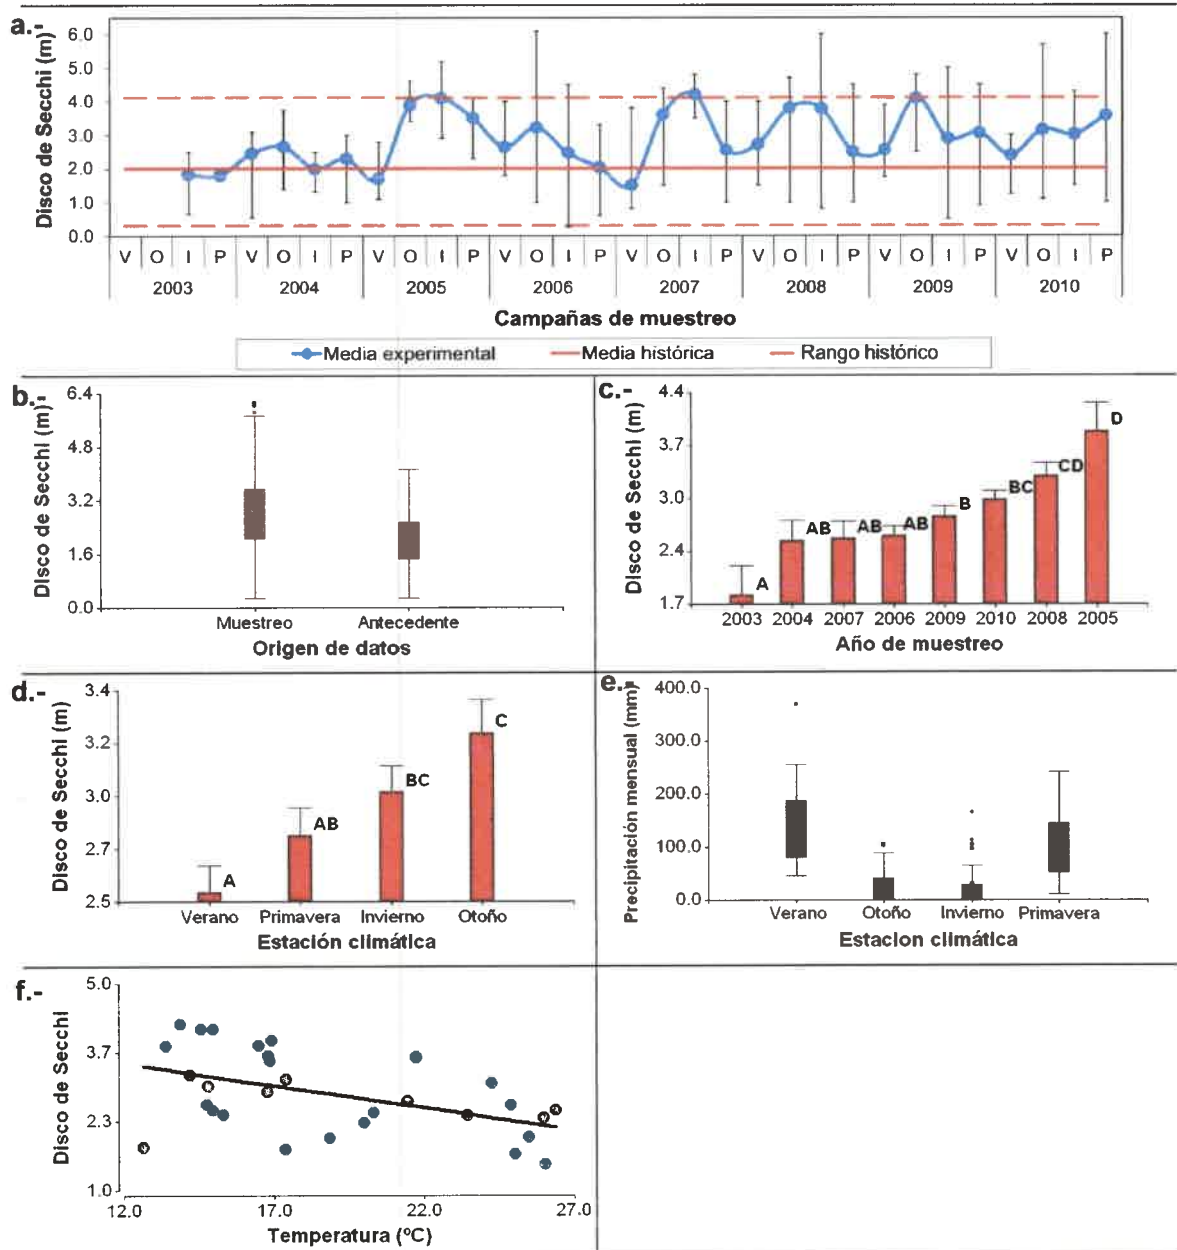 a.-
Disco de Secchi (m)
6.0
5.0
4.0
3.0
2.0
1.0
0.0
V O I P V O I P V O I P V O I P V O I P V O I P V O I P V O I P
2003 2004 2005 2006 2007 2008 2009 2010
Campañas de muestreo
Media experimental Media histórica Rango histórico
b.-
Disco de Secchi (m)
6.4
4.8
3.2
1.6
0.0
Muestreo Antecedente
Origen de datos
c.-
Disco de Secchi (m)
4.4
3.7
3.0
2.4
1.7
A AB AB AB B BC CD D
2003 2004 2007 2006 2009 2010 2008 2005
Año de muestreo
d.-
Disco de Secchi (m)
3.4
3.2
3.0
2.7
2.5
A AB BC C
Verano Primavera Invierno Otoño
Estación climática
e.-
Precipitación mensual (mm)
400.0
300.0
200.0
100.0
0.0
Verano Otoño Invierno Primavera
Estacion climática
f.-
Disco de Secchi
5.0
3.7
2.3
1.0
12.0 17.0 22.0 27.0
Temperatura (ºC)